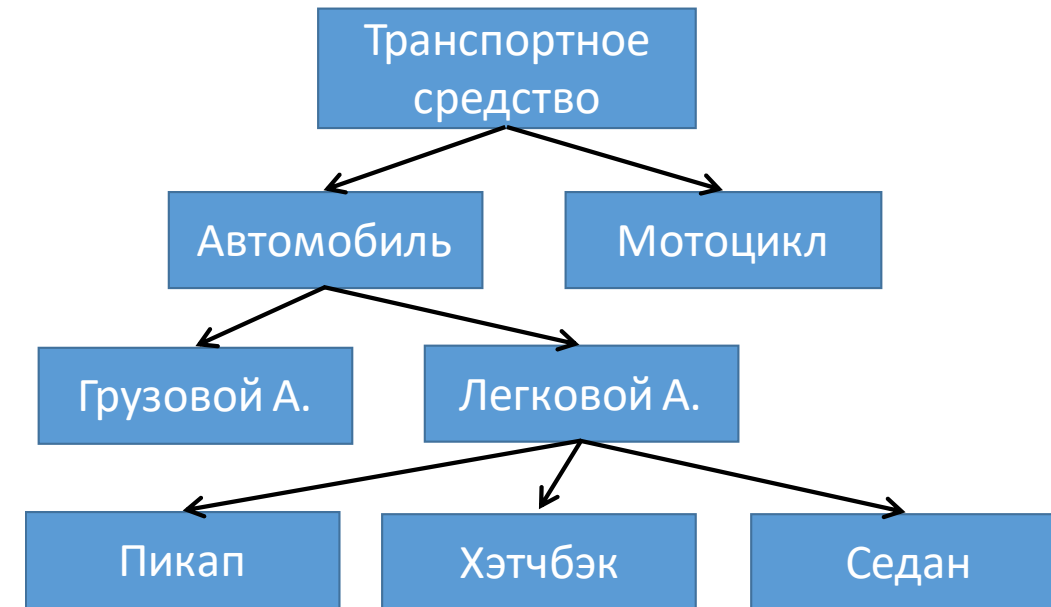 Транспортное
средство
Автомобиль
Мотоцикл
Грузовой А.
Легковой А.
Пикап
Хэтчбэк
Седан